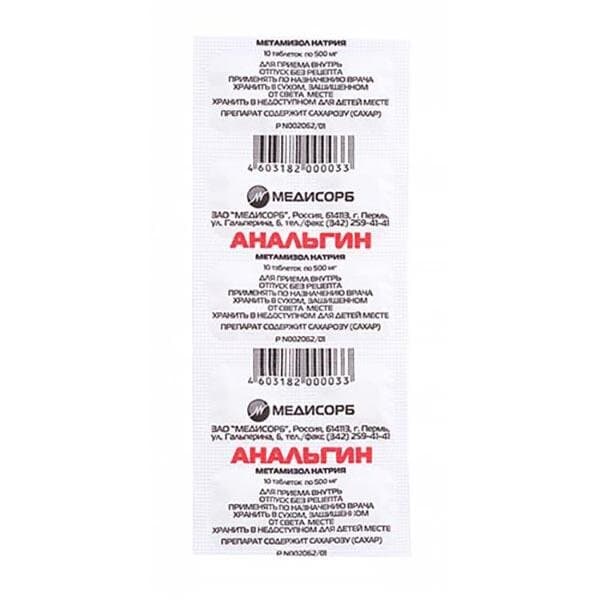 МЕТАМИЗОЛ НАТРИЯ
10 таблеток по 500 мг
ДЛЯ ПРИЕМА ВНУТРЬ
ОТПУСК БЕЗ РЕЦЕПТА
ПРИМЕНЯТЬ ПО НАЗНАЧЕНИЮ ВРАЧА
ХРАНИТЬ В СУХОМ, ЗАЩИЩЕННОМ
ОТ СВЕТА МЕСТЕ
ХРАНИТЬ В НЕДОСТУПНОМ ДЛЯ ДЕТЕЙ МЕСТЕ
ПРЕПАРАТ СОДЕРЖИТ САХАРОЗУ (САХАР)
Р N002062/01
4 603182 000033
МЕДИСОРБ
ЗАО "МЕДИСОРБ", Россия, 614113, г. Пермь,
ул. Гальперина, 6, тел./факс (342) 259-41-41
АНАЛЬГИН
МЕТАМИЗОЛ НАТРИЯ
10 таблеток по 500 мг
ДЛЯ ПРИЕМА ВНУТРЬ
ОТПУСК БЕЗ РЕЦЕПТА
ПРИМЕНЯТЬ ПО НАЗНАЧЕНИЮ ВРАЧА
ХРАНИТЬ В СУХОМ, ЗАЩИЩЕННОМ
ОТ СВЕТА МЕСТЕ
ХРАНИТЬ В НЕДОСТУПНОМ ДЛЯ ДЕТЕЙ МЕСТЕ
ПРЕПАРАТ СОДЕРЖИТ САХАРОЗУ (САХАР)
Р N002062/01
4 603182 000033
МЕДИСОРБ
ЗАО "МЕДИСОРБ", Россия, 614113, г. Пермь,
ул. Гальперина, 6, тел./факс (342) 259-41-41
АНАЛЬГИН
МЕТАМИЗОЛ НАТРИЯ
10 таблеток по 500 мг
ДЛЯ ПРИЕМА ВНУТРЬ
ОТПУСК БЕЗ РЕЦЕПТА
ПРИМЕНЯТЬ ПО НАЗНАЧЕНИЮ ВРАЧА
ХРАНИТЬ В СУХОМ, ЗАЩИЩЕННОМ
ОТ СВЕТА МЕСТЕ
ХРАНИТЬ В НЕДОСТУПНОМ ДЛЯ ДЕТЕЙ МЕСТЕ
ПРЕПАРАТ СОДЕРЖИТ САХАРОЗУ (САХАР)
Р N002062/01